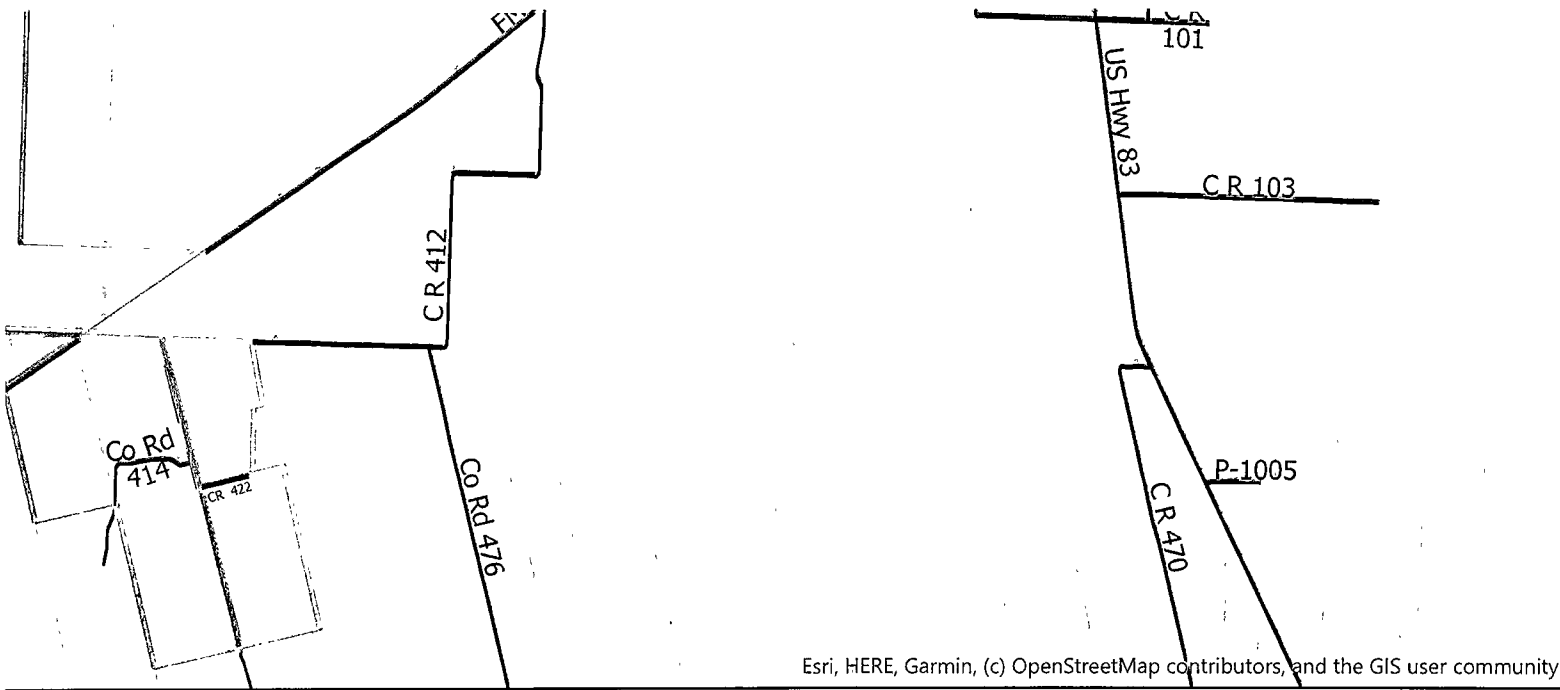 101
US Hwy 83
C R 103
C R 412
Co Rd
414
CR 422
Co Rd 476
P-1005
C R 470
Esri, HERE, Garmin, (c) OpenStreetMap contributors, and the GIS user community